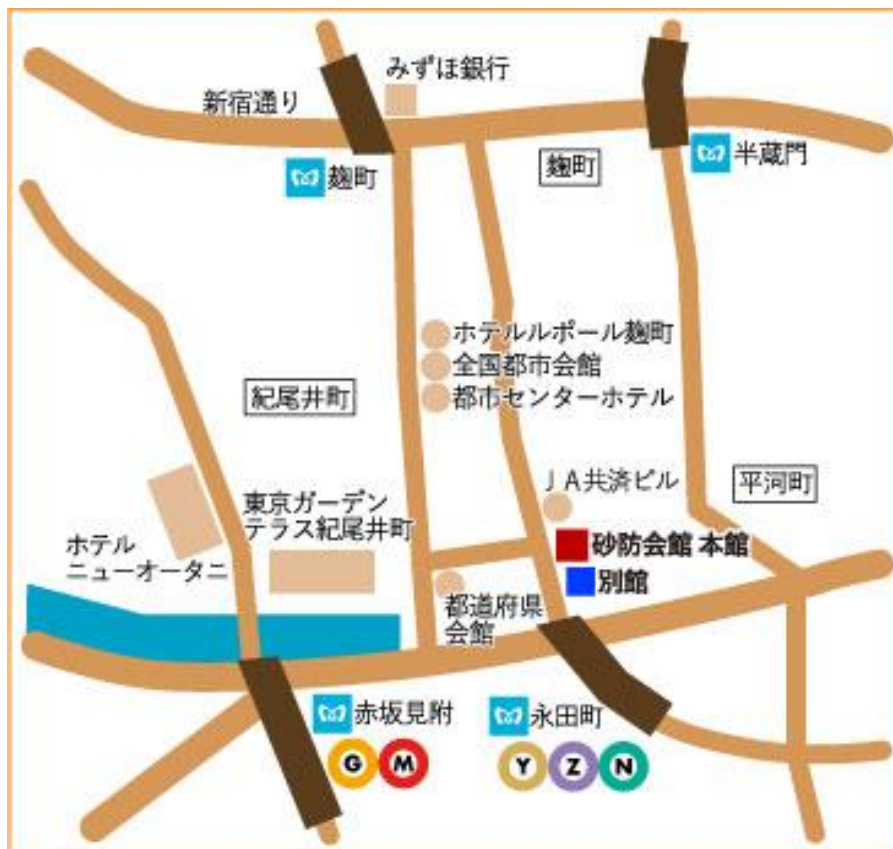 みずほ銀行
新宿通り
麹町
麹町
半蔵門
ホテルルポール麹町
全国都市会館
都市センターホテル
紀尾井町
JA共済ビル
平河町
東京ガーデン
テラス紀尾井町
砂防会館 本館
ホテル
ニューオータニ
別館
都道府県
会館
赤坂見附
永田町
G M
Y Z N